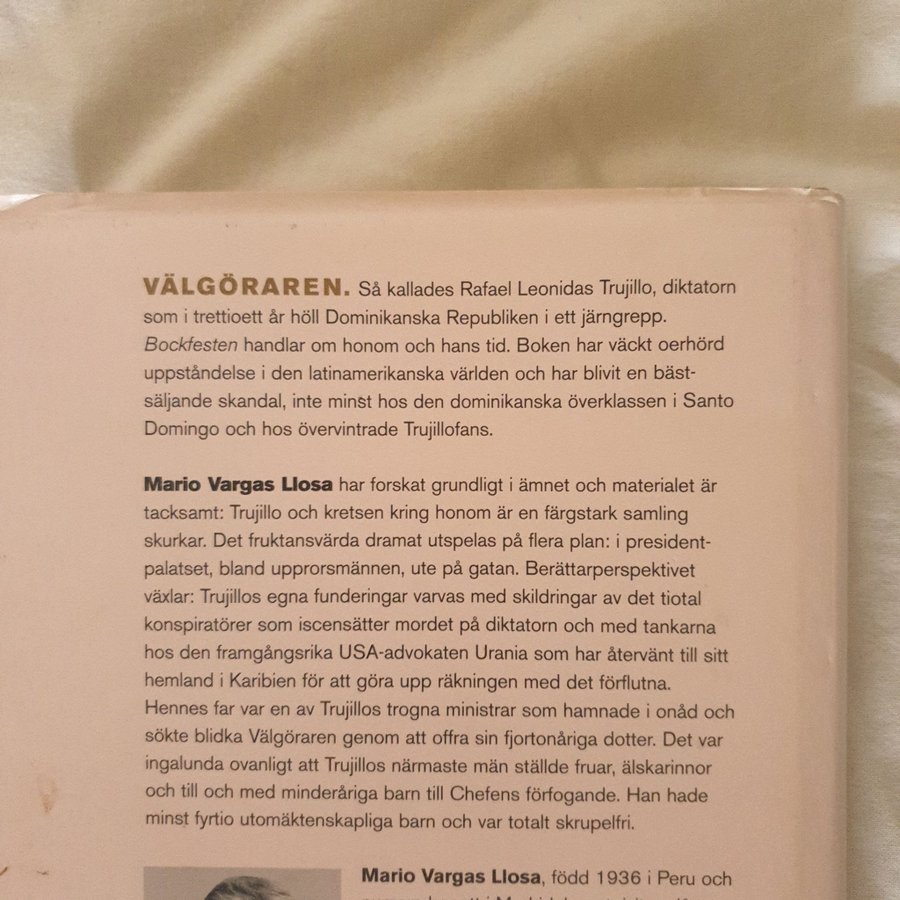 VÄLGÖRAREN. Så kallades Rafael Leonidas Trujillo, diktatorn
som i trettioett år höll Dominikanska Republiken i ett järngrepp.
Bockfesten handlar om honom och hans tid. Boken har väckt oerhörd
uppståndelse i den latinamerikanska världen och har blivit en bäst-
säljande skandal, inte minst hos den dominikanska överklassen i Santo
Domingo och hos övervintrade Trujillofans.
Mario Vargas Llosa har forskat grundligt i ämnet och materialet är
tacksamt: Trujillo och kretsen kring honom är en färgstark samling
skurkar. Det fruktansvärda dramat utspelas på flera plan: i president-
palatset, bland upprorsmännen, ute på gatan. Berättarperspektivet
växlar: Trujillos egna funderingar varvas med skildringar av det tiotal
konspiratörer som iscensätter mordet på diktatorn och med tankarna
hos den framgångsrika USA-advokaten Urania som har återvänt till sitt
hemland i Karibien för att göra upp räkningen med det förflutna.
Hennes far var en av Trujillos trogna ministrar som hamnade i onåd och
sökte blidka Välgöraren genom att offra sin fjortonåriga dotter. Det var
ingalunda ovanligt att Trujillos närmaste män ställde fruar, älskarinnor
och till och med minderåriga barn till Chefens förfogande. Han hade
minst fyrtio utomäktenskapliga barn och var totalt skrupelfri.
Mario Vargas Llosa, född 1936 i Peru och